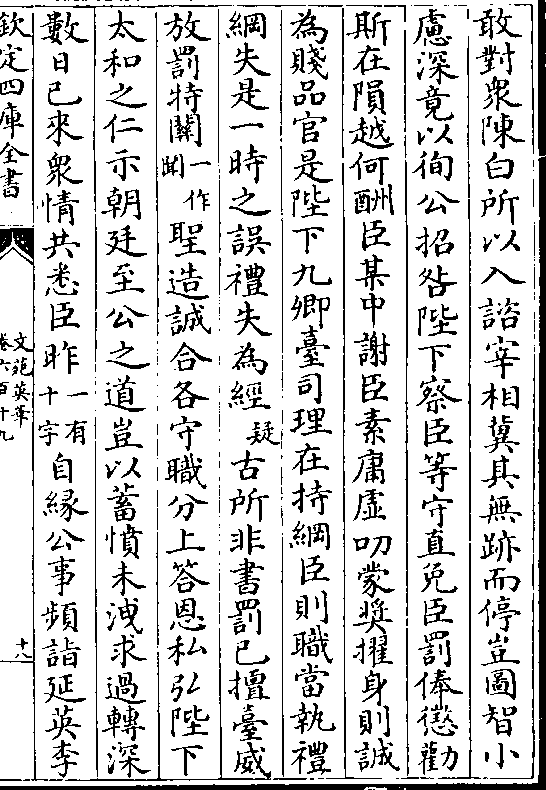 敢對衆陳白所以入諮宰相冀其無跡而停豈圖智小
慮深竟以徇公招咎陛下察臣等守直免臣罰俸懲勸
斯在隕越何酬臣某中謝臣素庸虚叨蒙奬擢身則誠
為賤品官是陛下九卿臺司理在持綱臣則職當執禮
綱失是一時之誤禮失為經疑古所非書罰已擅臺威
放罰特關一作聞聖造誠合各守職分上答恩私弘陛下
太和之仁示朝廷至公之道豈以蓄憤未洩求過轉深
數日已來衆情共悉臣昨一有十字自緣公事頻詣延英李
欽定四庫全書
文苑英華
卷六百十九
十八